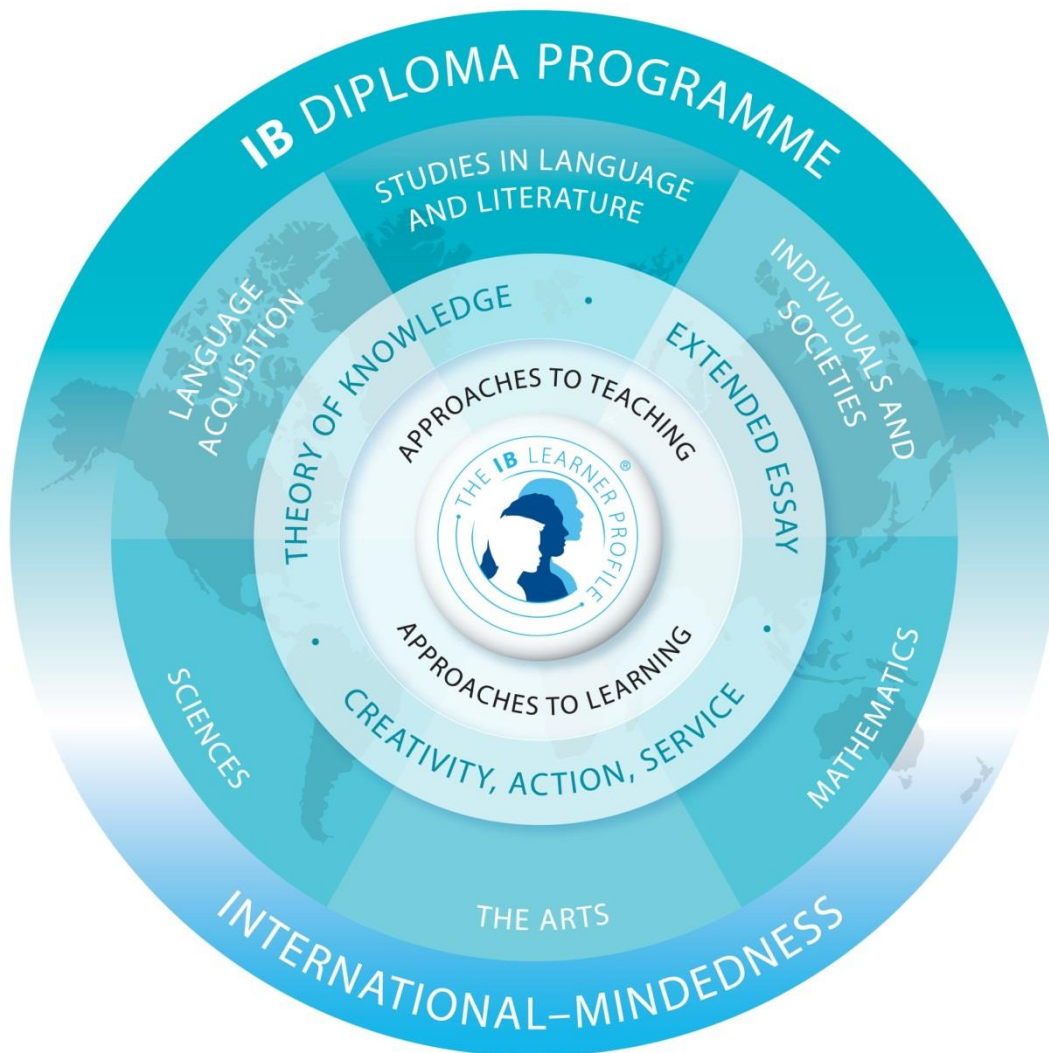 IB DIPLOMA PROGRAMME
STUDIES IN LANGUAGE
AND LITERATURE
LANGUAGE
ACQUISITION
INDIVIDUALS AND
SOCIETIES
THEORY OF KNOWLEDGE
•
EXTENDED ESSAY
•
CREATIVITY, ACTION, SERVICE
•
APPROACHES TO TEACHING
• THE IB LEARNER PROFILE •
®
APPROACHES TO LEARNING
SCIENCES
MATHEMATICS
THE ARTS
INTERNATIONAL–MINDEDNESS